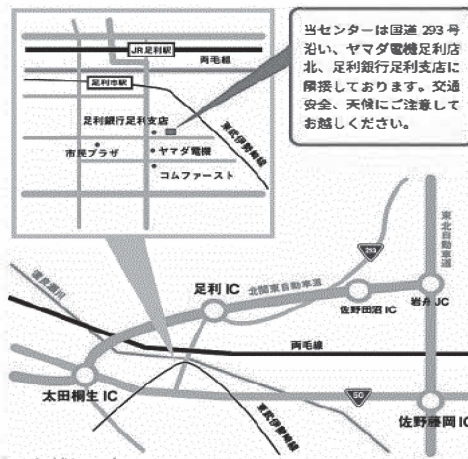 当センターは国道 293 号
沿い、ヤマダ電機足利店
北、足利銀行足利支店に
隣接しております。交通
安全、天候にご注意して
お越しください。
JR足利駅
両毛線
足利市駅
足利銀行足利支店
市民プラザ
ヤマダ電機
コムファースト
東武伊勢崎線
東北自動車道
293
渡良瀬川
足利 IC
北関東自動車道
佐野田沼 IC
岩舟 JC
両毛線
太田桐生 IC
東武伊勢崎線
50
佐野藤岡 IC